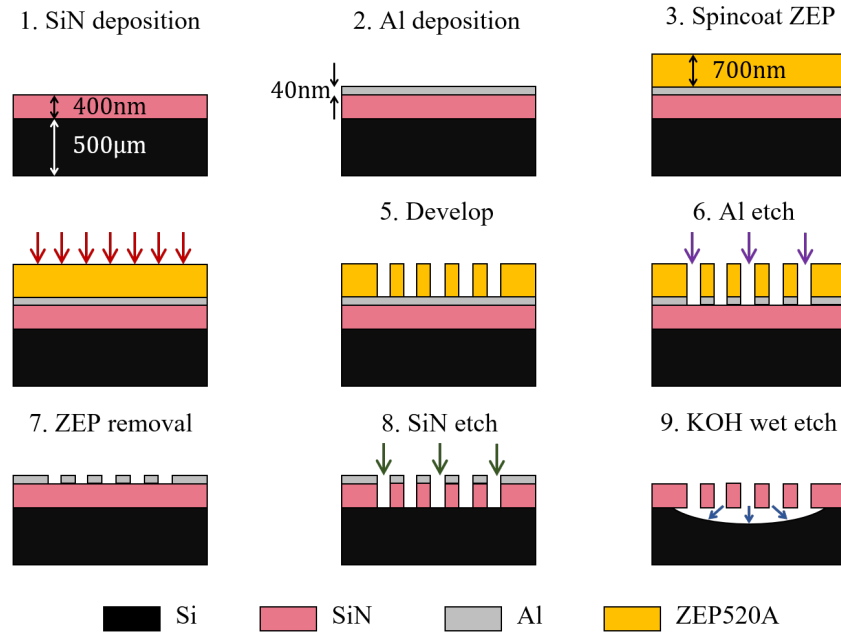 1. SiN deposition
2. Al deposition
3. Spincoat ZEP
400nm
500μm
40nm
700nm
5. Develop
6. Al etch
7. ZEP removal
8. SiN etch
9. KOH wet etch
Si
SiN
Al
ZEP520A